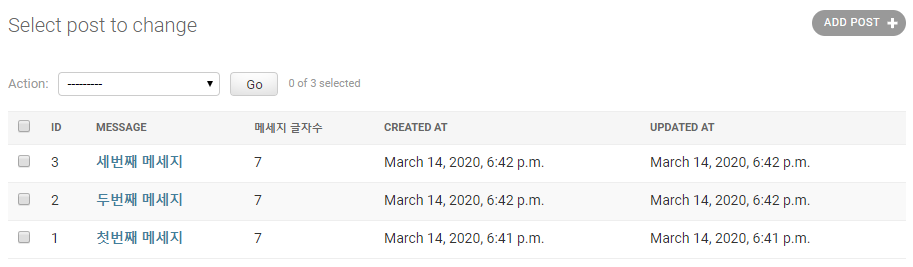 Select post to change
ADD POST +
Action: --------- Go 0 of 3 selected
ID MESSAGE 메세지 글자수 CREATED AT UPDATED AT
3 세번째 메세지 7 March 14, 2020, 6:42 p.m. March 14, 2020, 6:42 p.m.
2 두번째 메세지 7 March 14, 2020, 6:42 p.m. March 14, 2020, 6:42 p.m.
1 첫번째 메세지 7 March 14, 2020, 6:41 p.m. March 14, 2020, 6:41 p.m.